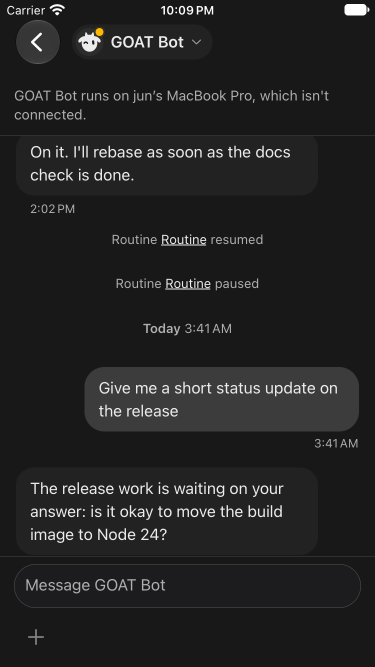 Carrier
10:09 PM
GOAT Bot
GOAT Bot runs on jun's MacBook Pro, which isn't
connected.
On it. I'll rebase as soon as the docs
check is done.
2:02 PM
Routine Routine resumed
Routine Routine paused
Today 3:41 AM
Give me a short status update on
the release
3:41 AM
The release work is waiting on your
answer: is it okay to move the build
image to Node 24?
Message GOAT Bot